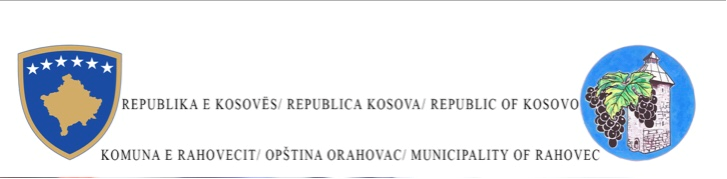 REPUBLIKA E KOSOVËS/ REPUBLICA KOSOVA/ REPUBLIC OF KOSOVO
KOMUNA E RAHOVECIT/ OPŠTINA ORAHOVAC/ MUNICIPALITY OF RAHOVEC